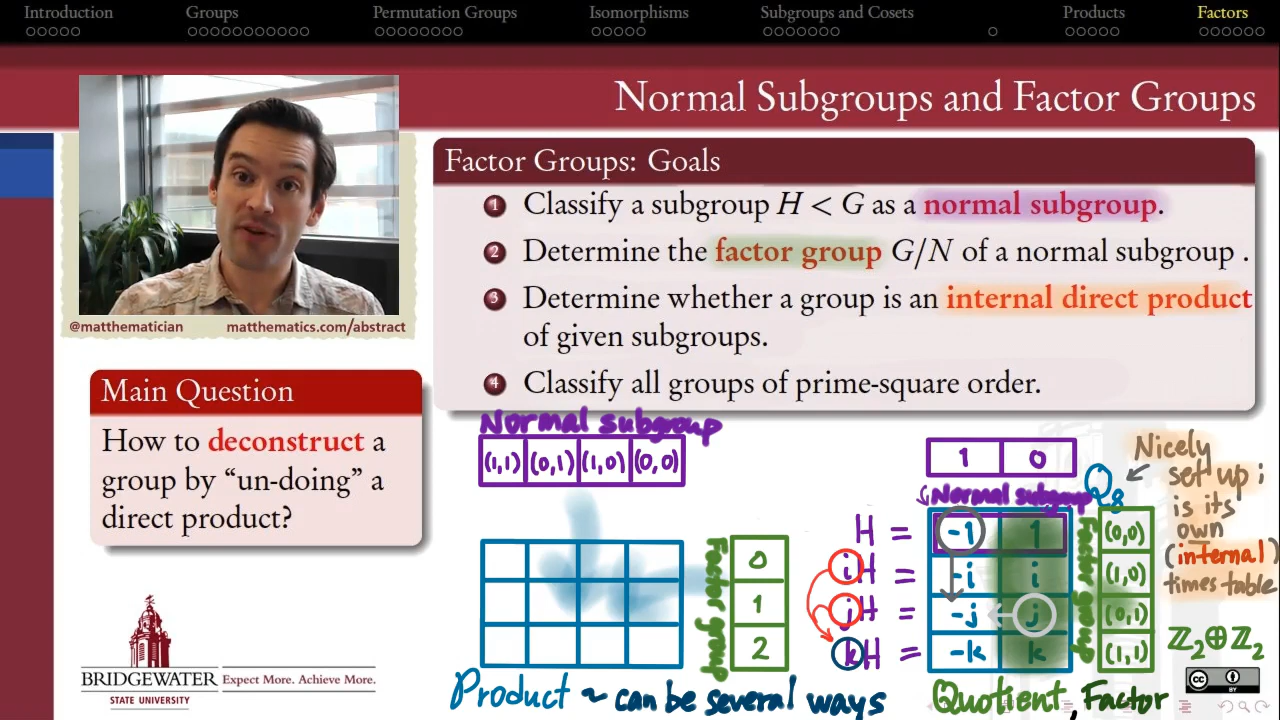 Introduction Groups Permutation Groups Isomorphisms Subgroups and Cosets Products Factors
Normal Subgroups and Factor Groups
@matthematician matthematics.com/abstract
Factor Groups: Goals
1 Classify a subgroup H < G as a normal subgroup.
2 Determine the factor group G/N of a normal subgroup .
3 Determine whether a group is an internal direct product
of given subgroups.
4 Classify all groups of prime-square order.
Main Question
How to deconstruct a
group by “un-doing” a
direct product?
BRIDGEWATER
STATE UNIVERSITY
Expect More. Achieve More.
Normal subgroup
(1,1) (0,1) (1,0) (0,0)
Factor group
0
1
2
Product ~ can be several ways
1 0
Normal subgroup
Q8
H = -1 1
iH = -i i
jH = -j j
kH = -k k
Factor group
(0,0)
(1,0)
(0,1)
(1,1)
Nicely
set up;
is its
own
(internal)
times table
ℤ2⊕ℤ2
Quotient, Factor
CC BY